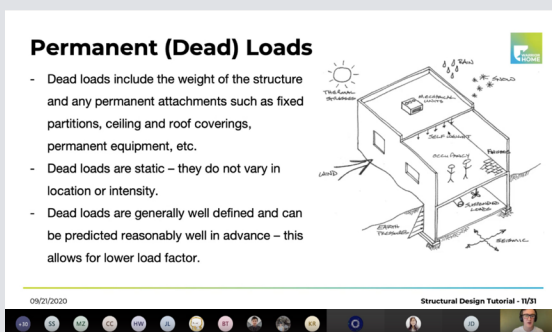 Permanent (Dead) Loads
- Dead loads include the weight of the structure
and any permanent attachments such as fixed
partitions, ceiling and roof coverings,
permanent equipment, etc.
- Dead loads are static – they do not vary in
location or intensity.
- Dead loads are generally well defined and can
be predicted reasonably well in advance – this
allows for lower load factor.
HOME
RAIN
SNOW
THERMAL
MECHANICAL
UNITS
SELF WEIGHT
OCCUPANCY
WIND
SUSPENDED
LOADS
EARTH
PRESSURE
SEISMIC
09/21/2020
Structural Design Tutorial - 11/31
+10
SS
MZ
CC
HW
JL
BT
KR
JD